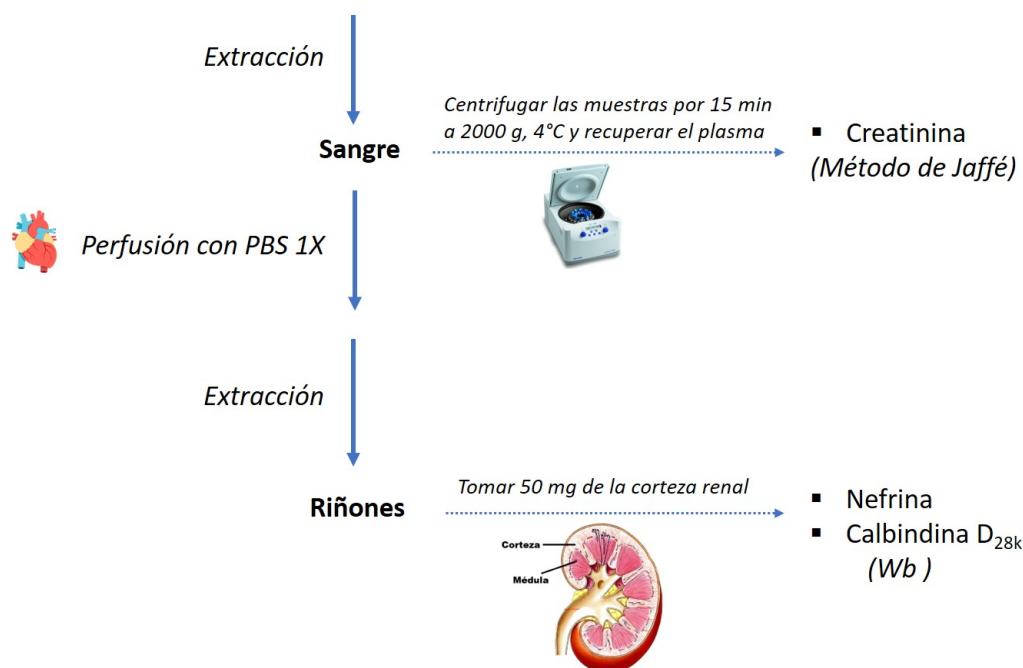 Extracción
Centrifugar las muestras por 15 min
a 2000 g, 4°C y recuperar el plasma
Sangre
▪ Creatinina
(Método de Jaffé)
Perfusión con PBS 1X
Extracción
Tomar 50 mg de la corteza renal
Riñones
▪ Nefrina
▪ Calbindina D28k
(Wb )
Corteza
Médula